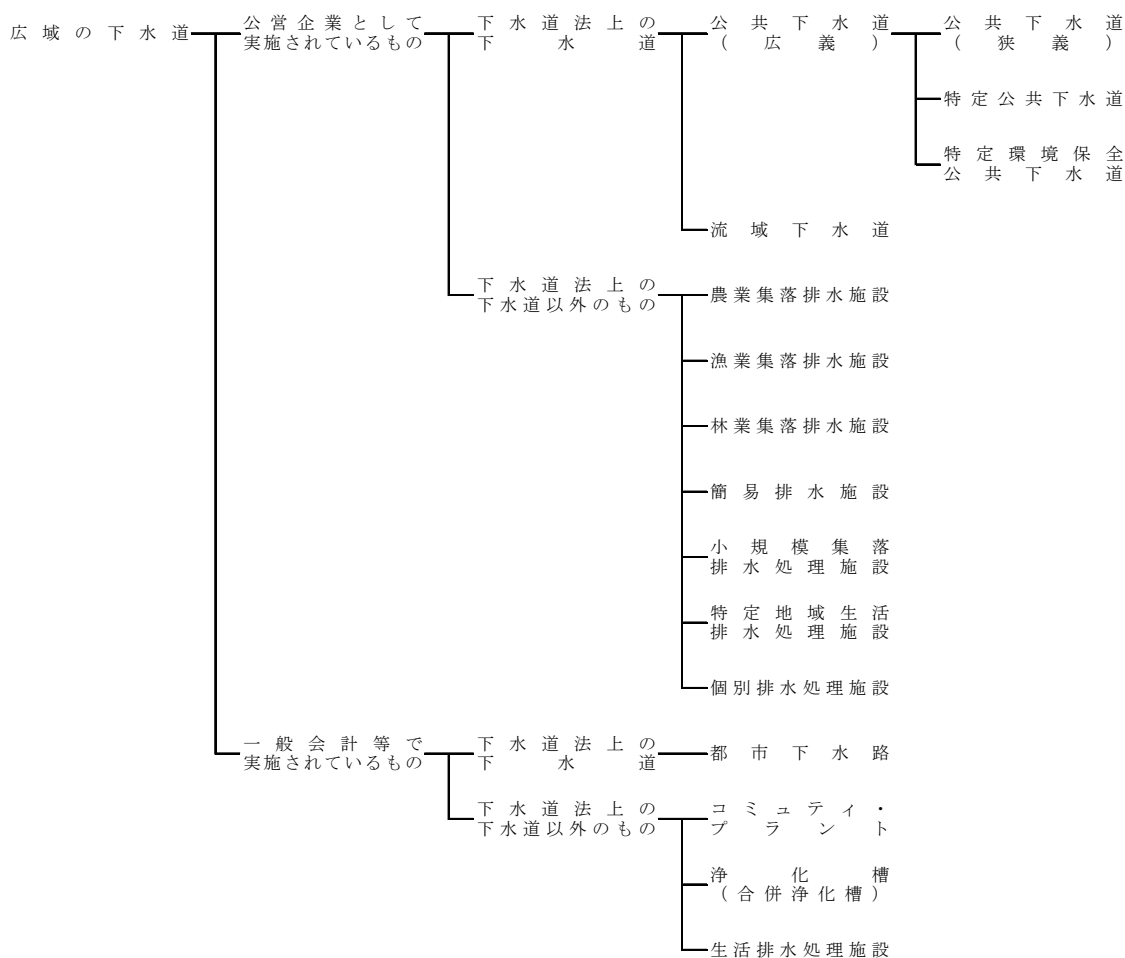 広域の下水道
公営企業として
実施されているもの
下水道法上の
下水道
公共下水道
(広義)
公共下水道
(狭義)
特定公共下水道
特定環境保全
公共下水道
流域下水道
下水道法上の
下水道以外のもの
農業集落排水施設
漁業集落排水施設
林業集落排水施設
簡易排水施設
小規模集落
排水処理施設
特定地域生活
排水処理施設
個別排水処理施設
一般会計等で
実施されているもの
下水道法上の
下水道
都市下水路
下水道法上の
下水道以外のもの
コミュティ・
プラント
浄化槽
(合併浄化槽)
生活排水処理施設